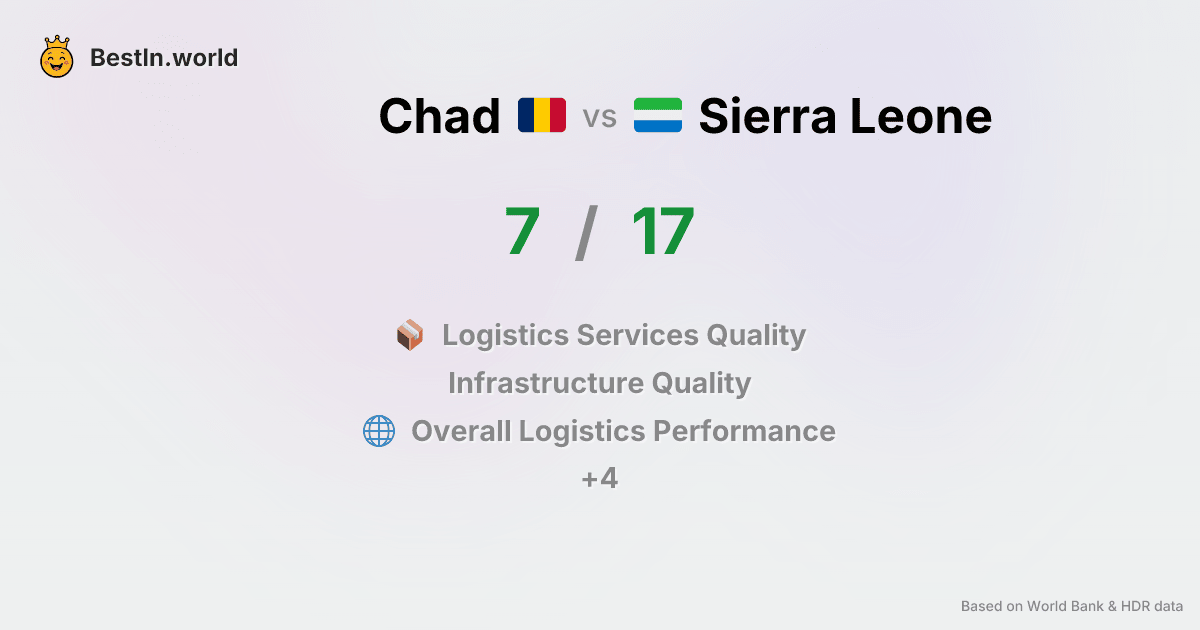 BestIn.world
Chad vs Sierra Leone
7 / 17
Logistics Services Quality
Infrastructure Quality
Overall Logistics Performance
+4
Based on World Bank & HDR data